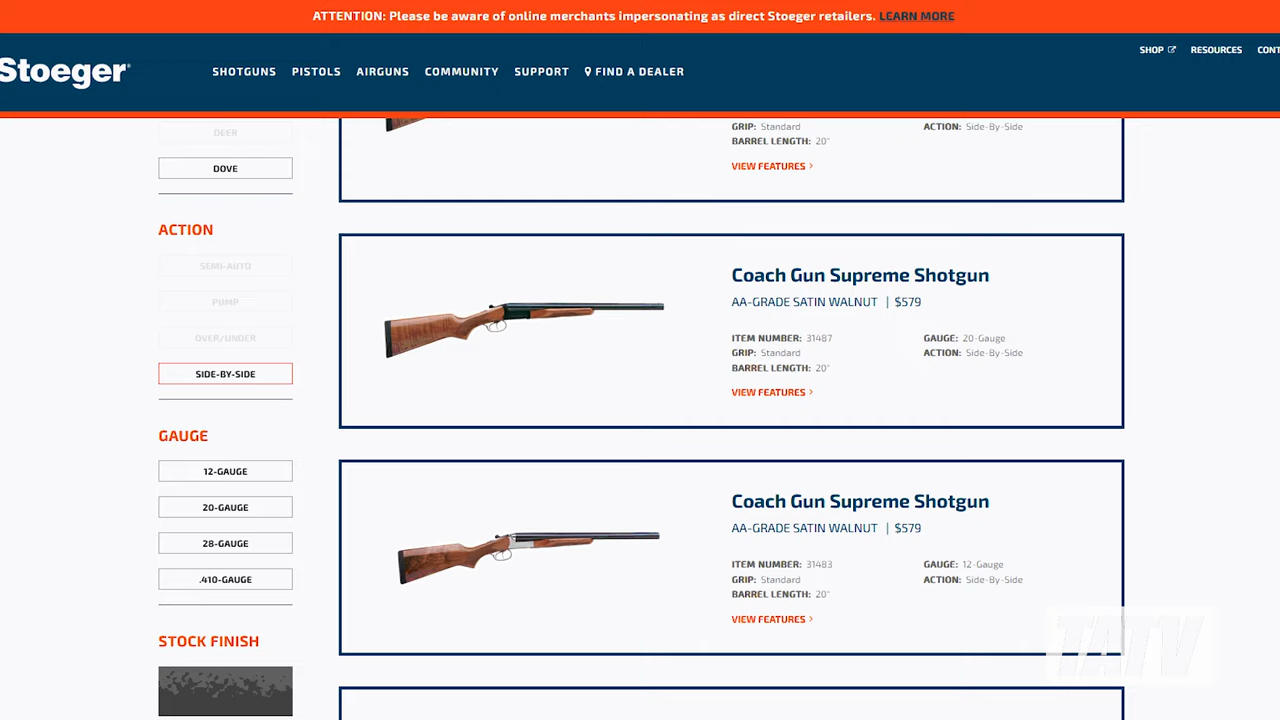 ATTENTION: Please be aware of online merchants impersonating as direct Stoeger retailers. LEARN MORE
SHOP RESOURCES
Stoeger
SHOTGUNS PISTOLS AIRGUNS COMMUNITY SUPPORT FIND A DEALER
DEER
DOVE
ACTION
SEMI-AUTO
PUMP
OVER/UNDER
SIDE-BY-SIDE
GAUGE
12-GAUGE
20-GAUGE
28-GAUGE
.410-GAUGE
STOCK FINISH
GRIP: Standard ACTION: Side-By-Side
BARREL LENGTH: 20"
VIEW FEATURES >
Coach Gun Supreme Shotgun
AA-GRADE SATIN WALNUT | $579
ITEM NUMBER: 31487 GAUGE: 20-Gauge
GRIP: Standard ACTION: Side-By-Side
BARREL LENGTH: 20"
VIEW FEATURES >
Coach Gun Supreme Shotgun
AA-GRADE SATIN WALNUT | $579
ITEM NUMBER: 31483 GAUGE: 12-Gauge
GRIP: Standard ACTION: Side-By-Side
BARREL LENGTH: 20"
VIEW FEATURES >
TATV